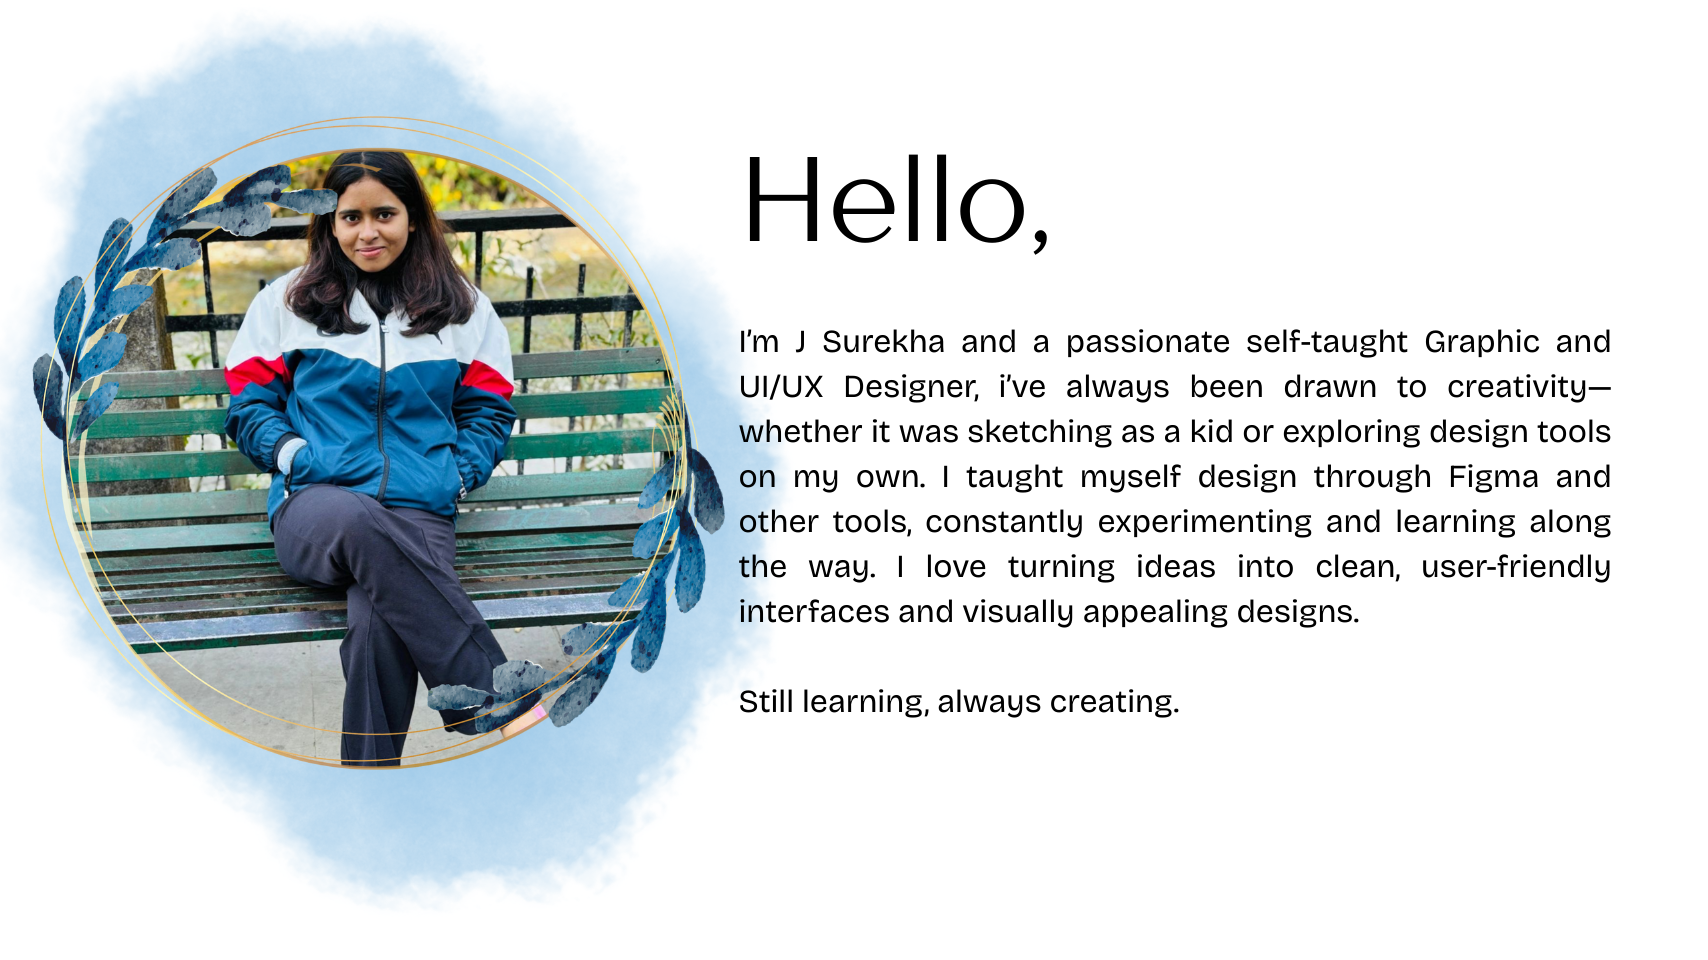 Hello,
I’m J Surekha and a passionate self-taught Graphic and
UI/UX Designer, i’ve always been drawn to creativity—
whether it was sketching as a kid or exploring design tools
on my own. I taught myself design through Figma and
other tools, constantly experimenting and learning along
the way. I love turning ideas into clean, user-friendly
interfaces and visually appealing designs.
Still learning, always creating.